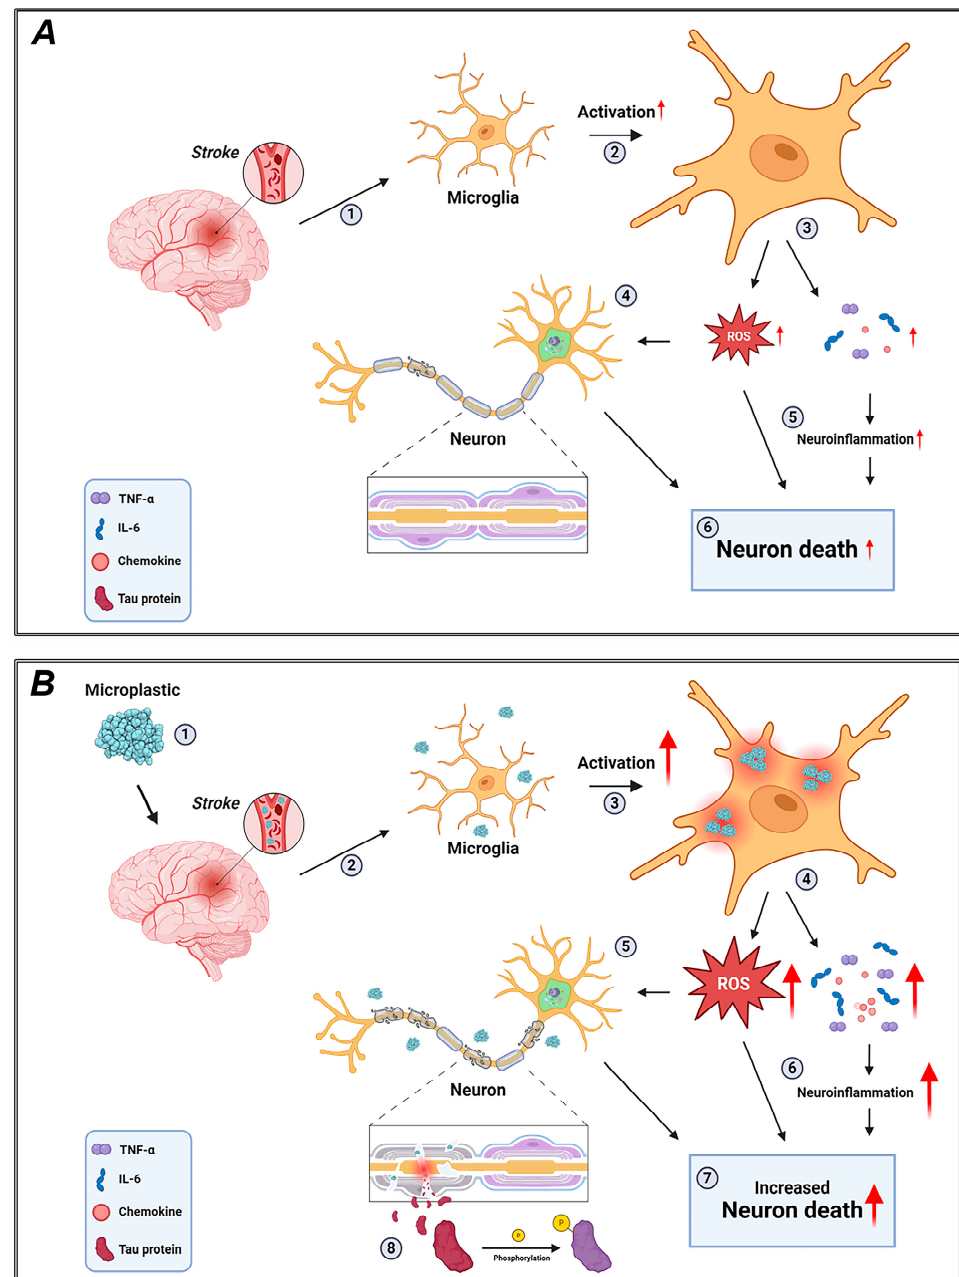 A
Stroke
1
Microglia
Activation
2
3
4
ROS
Neuron
5
Neuroinflammation
6
Neuron death
TNF-α
IL-6
Chemokine
Tau protein
B
Microplastic
1
Stroke
2
Microglia
Activation
3
4
5
ROS
Neuron
6
Neuroinflammation
7
Increased
Neuron death
TNF-α
IL-6
Chemokine
Tau protein
8
P
Phosphorylation
P